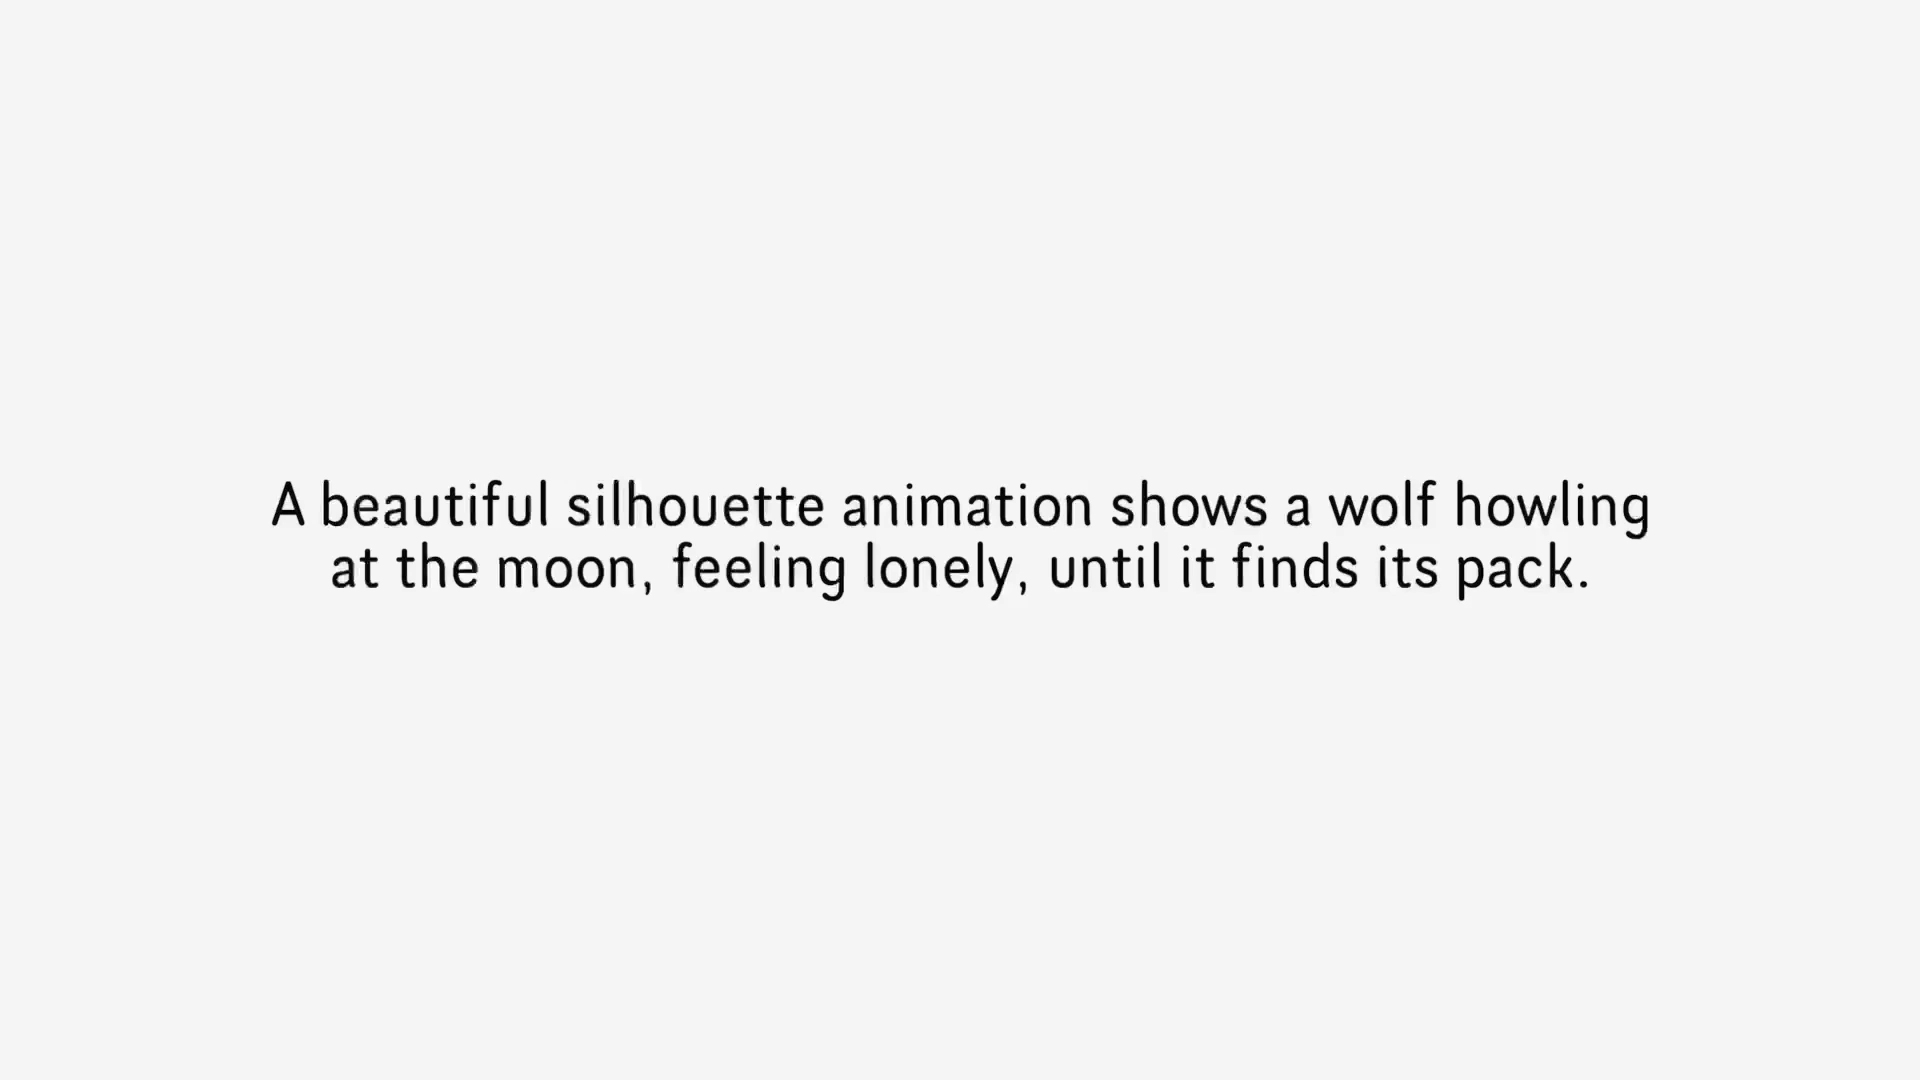 A beautiful silhouette animation shows a wolf howling
at the moon, feeling lonely, until it finds its pack.